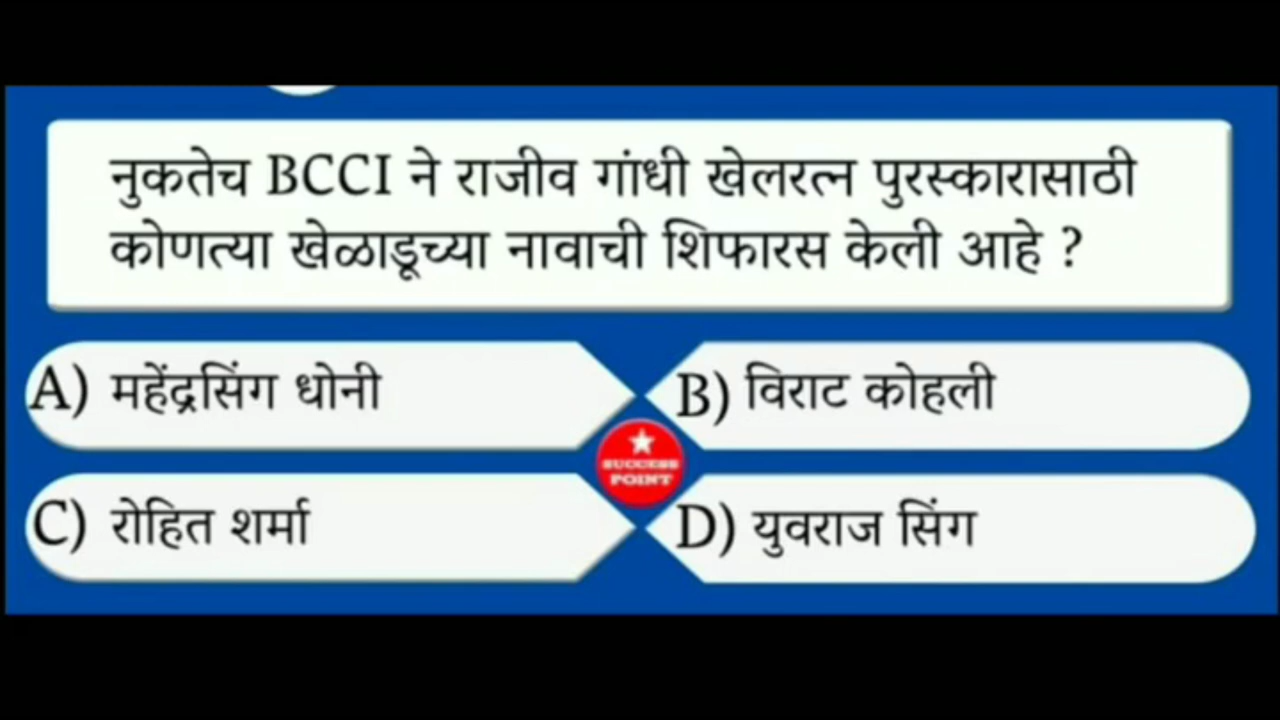 नुकतेच BCCI ने राजीव गांधी खेलरत्न पुरस्कारासाठी
कोणत्या खेळाडूच्या नावाची शिफारस केली आहे ?
A) महेंद्रसिंग धोनी
B) विराट कोहली
SUCCESS
POINT
C) रोहित शर्मा
D) युवराज सिंग